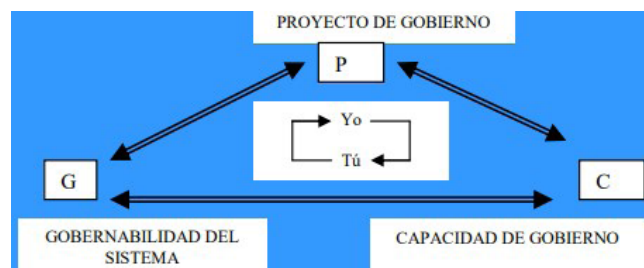 PROYECTO DE GOBIERNO
P
Yo
Tú
G
C
GOBERNABILIDAD DEL
SISTEMA
CAPACIDAD DE GOBIERNO